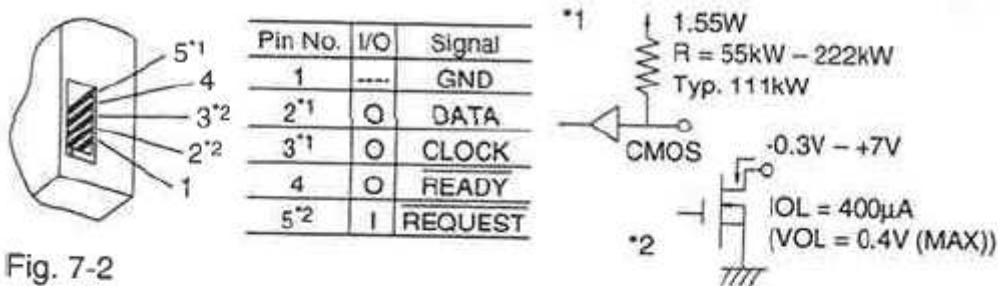 5*1
4
3*2
2*2
1
Fig. 7-2
Pin No. I/O Signal
1 ---- GND
2*1 O DATA
3*1 O CLOCK
4 O READY
5*2 I REQUEST
*1
1.55W
R = 55kW – 222kW
Typ. 111kW
CMOS
-0.3V – +7V
IOL = 400µA
(VOL = 0.4V (MAX))
*2